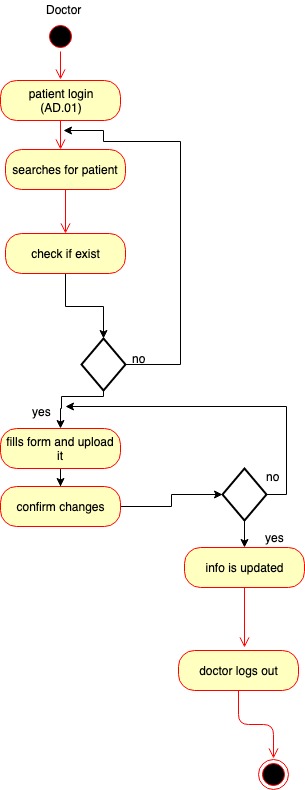 Doctor
patient login
(AD.01)
searches for patient
check if exist
no
yes
fills form and upload
it
no
confirm changes
yes
info is updated
doctor logs out